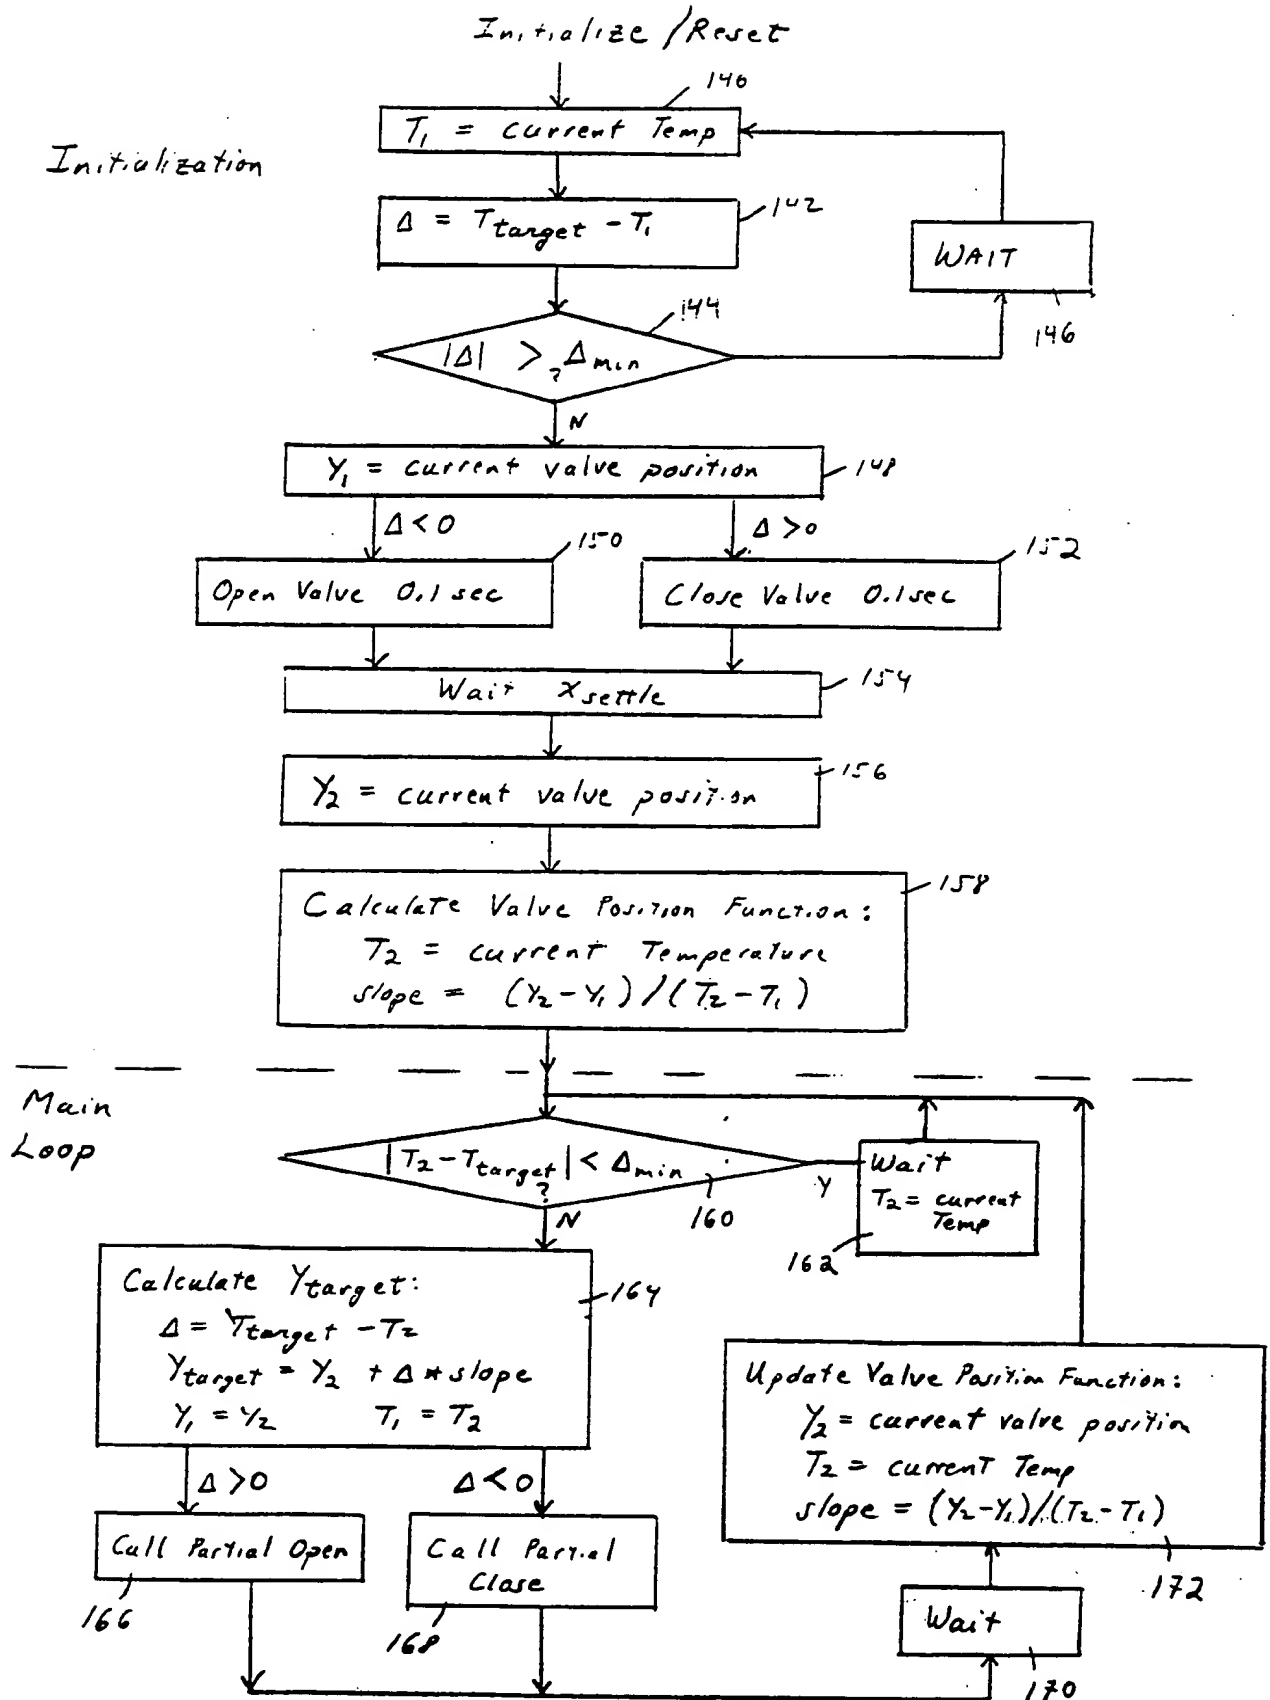 Initialize/Reset
140
T1 = current Temp
Initialization
142
Δ = Ttarget - T1
WAIT
144
146
|Δ| > Δmin
?
N
Y1 = current valve position
148
Δ<0
Δ>0
150
152
Open Valve 0.1sec
Close Valve 0.1sec
Wait Xsettle
154
156
Y2 = current valve position
158
Calculate Valve Position Function:
T2 = current Temperature
slope = (Y2-Y1)/(T2-T1)
Main
Loop
|T2-Ttarget| < Δmin
?
Y
Wait
T2 = current
Temp
N
160
162
Calculate Ytarget:
164
Δ = Ttarget - T2
Ytarget = Y2 + Δ*slope
Y1 = Y2 T1 = T2
Update Valve Position Function:
Y2 = current valve position
T2 = current Temp
slope = (Y2-Y1)/(T2-T1)
Δ>0
Δ<0
Call Partial Open
Call Partial
Close
172
166
168
Wait
170